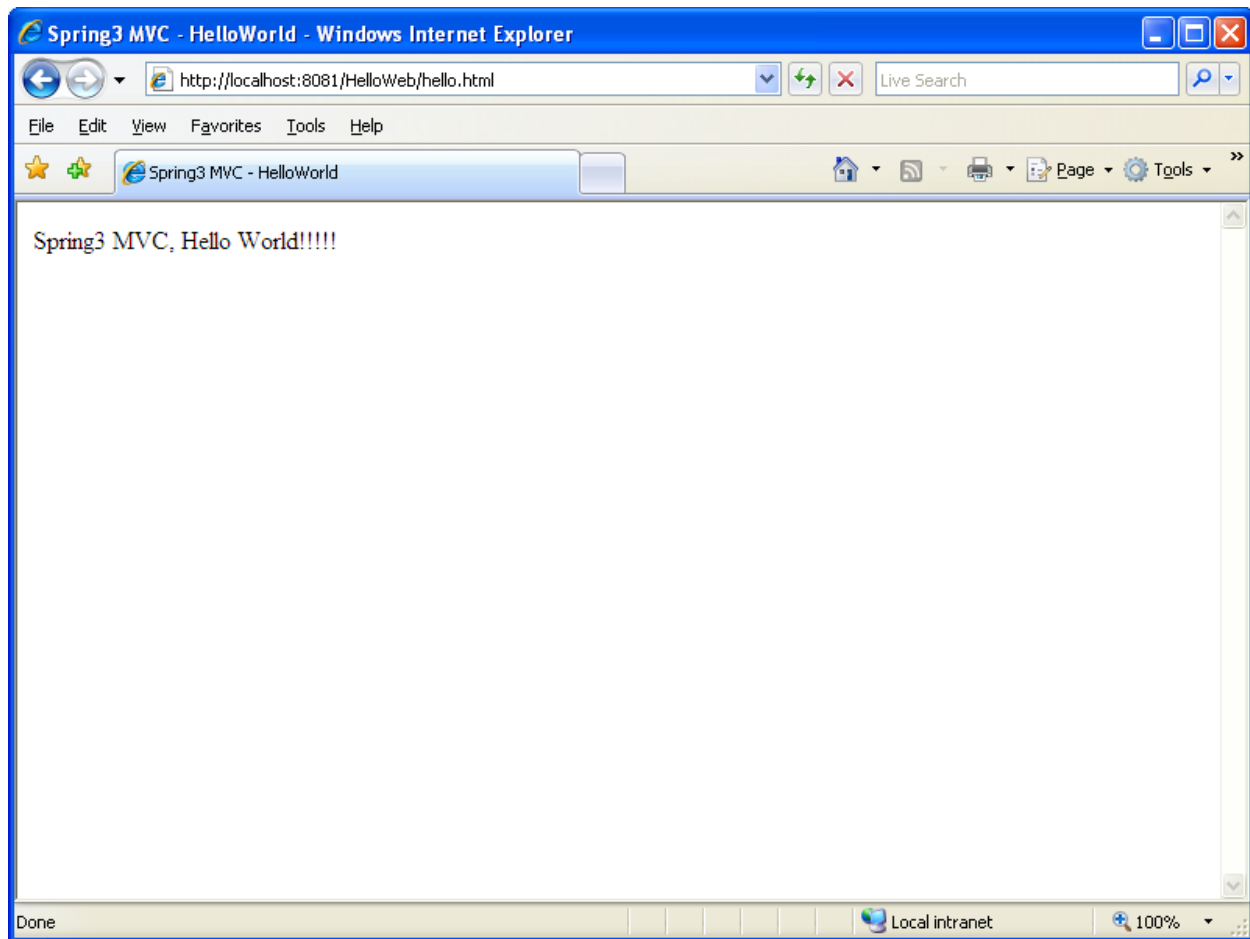 Spring3 MVC - HelloWorld - Windows Internet Explorer
http://localhost:8081/HelloWeb/hello.html Live Search
File Edit View Favorites Tools Help
Spring3 MVC - HelloWorld Page Tools »
Spring3 MVC, Hello World!!!!!
Done Local intranet 100%